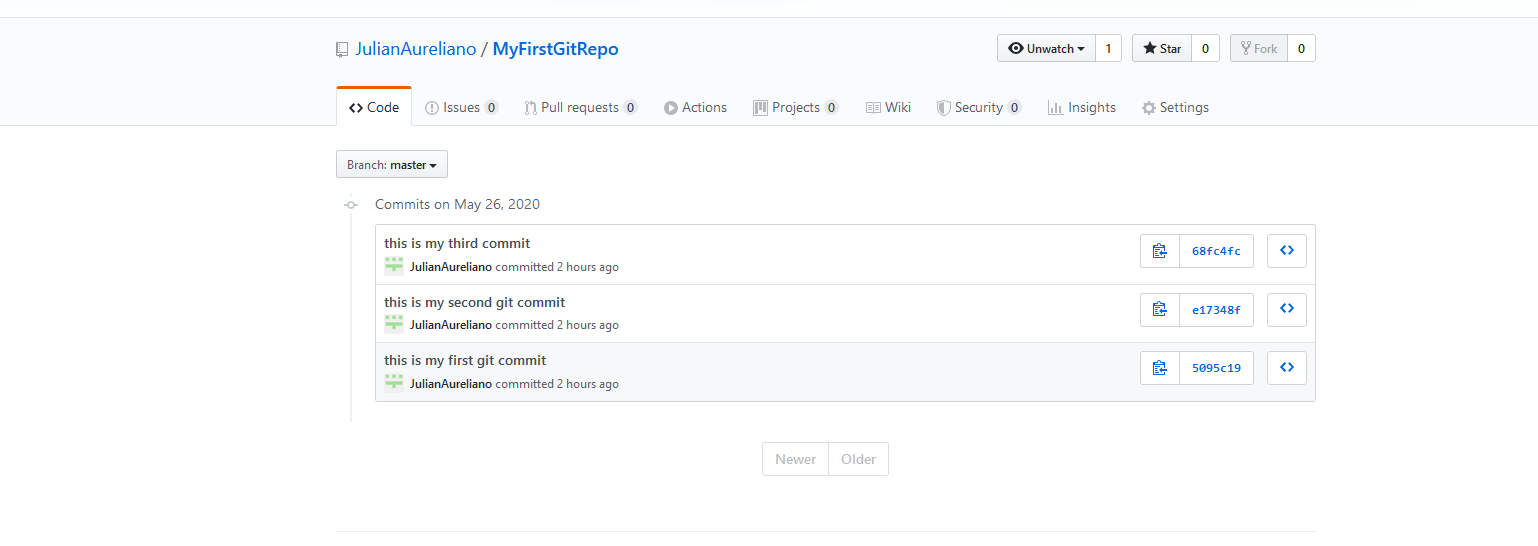 JulianAureliano / MyFirstGitRepo
Unwatch 1 Star 0 Fork 0
Code Issues 0 Pull requests 0 Actions Projects 0 Wiki Security 0 Insights Settings
Branch: master
Commits on May 26, 2020
this is my third commit
JulianAureliano committed 2 hours ago
68fc4fc
this is my second git commit
JulianAureliano committed 2 hours ago
e17348f
this is my first git commit
JulianAureliano committed 2 hours ago
5095c19
Newer Older